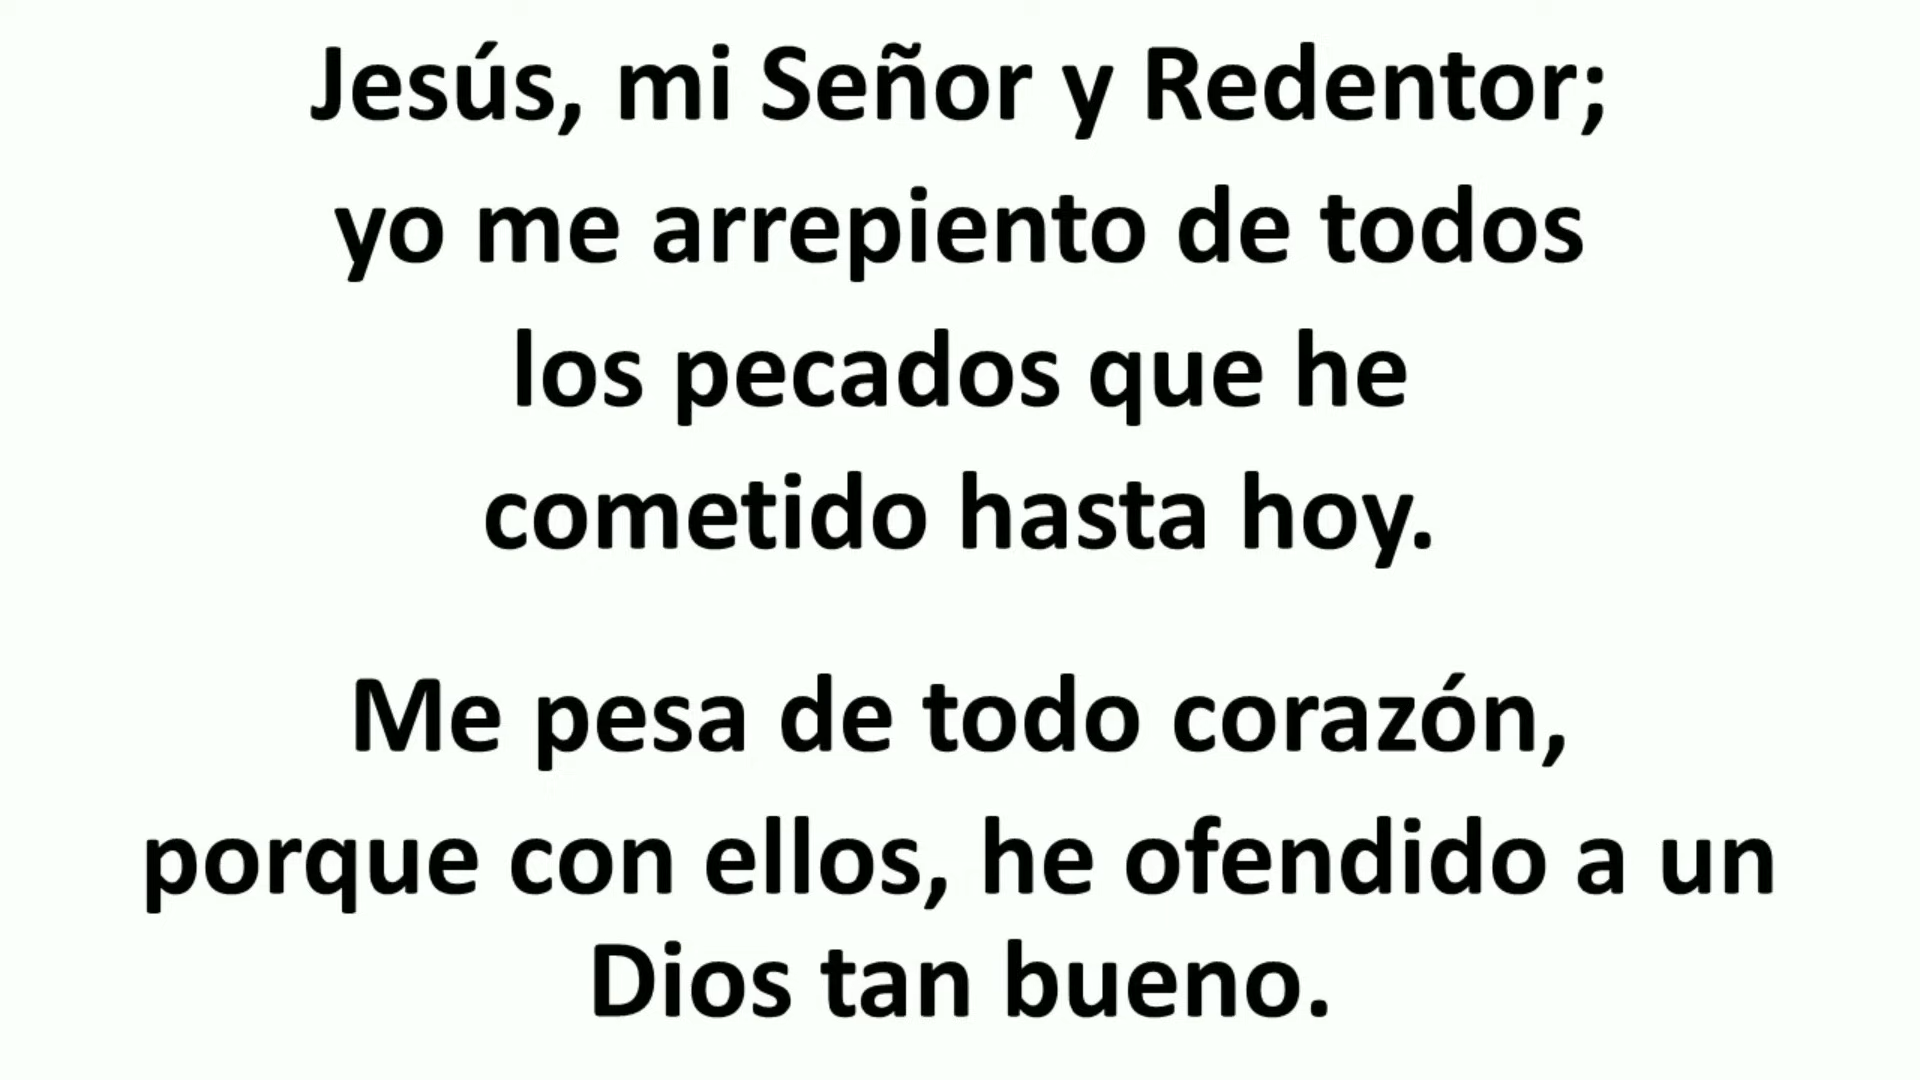 Jesús, mi Señor y Redentor;
yo me arrepiento de todos
los pecados que he
cometido hasta hoy.
Me pesa de todo corazón,
porque con ellos, he ofendido a un
Dios tan bueno.